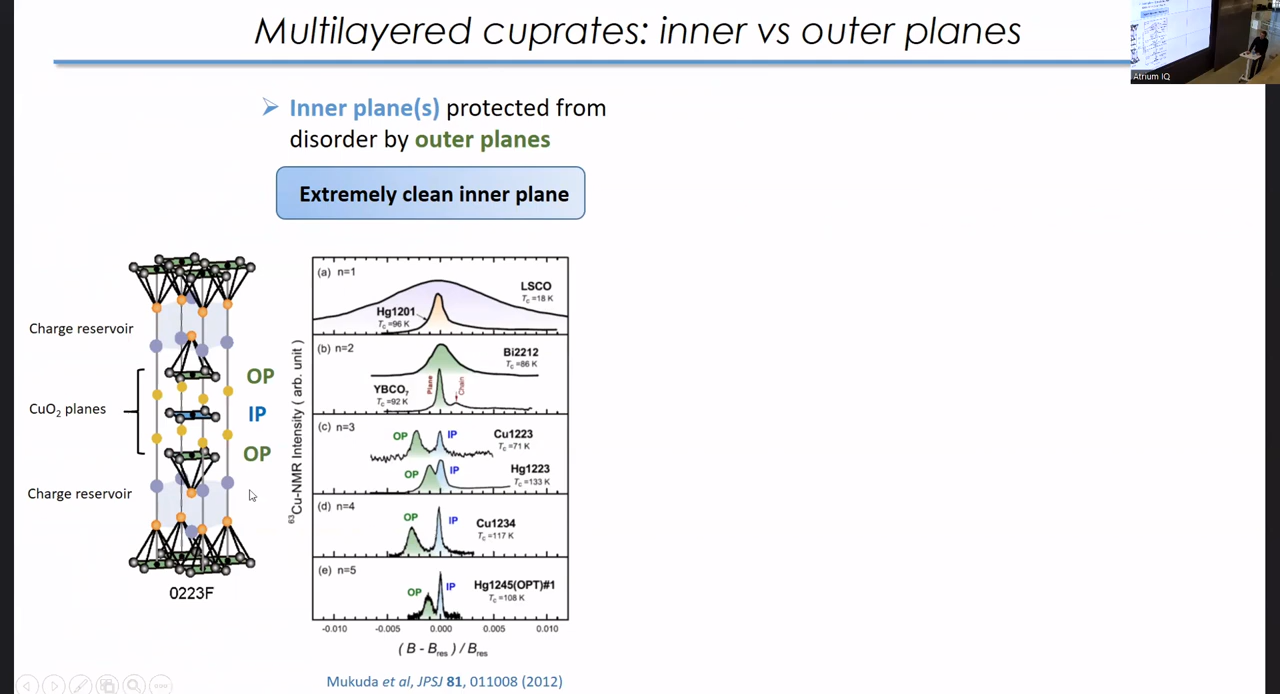 Multilayered cuprates: inner vs outer planes
Atrium IQ
➢ Inner plane(s) protected from
disorder by outer planes
Extremely clean inner plane
Charge reservoir
CuO₂ planes
Charge reservoir
OP
IP
OP
0223F
⁶³Cu-NMR Intensity ( arb. unit )
(a) n=1
LSCO
Tc =18 K
Hg1201
Tc =96 K
(b) n=2
Bi2212
Tc =86 K
YBCO₇
Tc =92 K
Plane
Chain
(c) n=3
OP
IP
Cu1223
Tc =71 K
OP
IP
Hg1223
Tc =133 K
(d) n=4
OP
IP
Cu1234
Tc =117 K
(e) n=5
OP
IP
Hg1245(OPT)#1
Tc =108 K
-0.010 -0.005 0.000 0.005 0.010
( B - Bres ) / Bres
Mukuda et al, JPSJ 81, 011008 (2012)